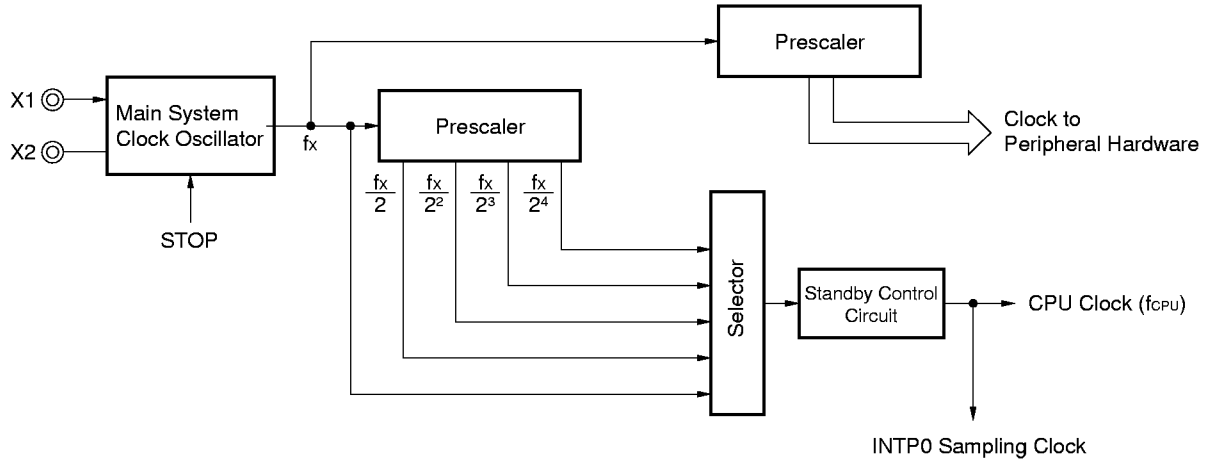 Prescaler
X1
X2
Main System
Clock Oscillator
fX
Prescaler
Clock to
Peripheral Hardware
fX/2 fX/2² fX/2³ fX/2⁴
STOP
Selector
Standby Control
Circuit
CPU Clock (fCPU)
INTP0 Sampling Clock